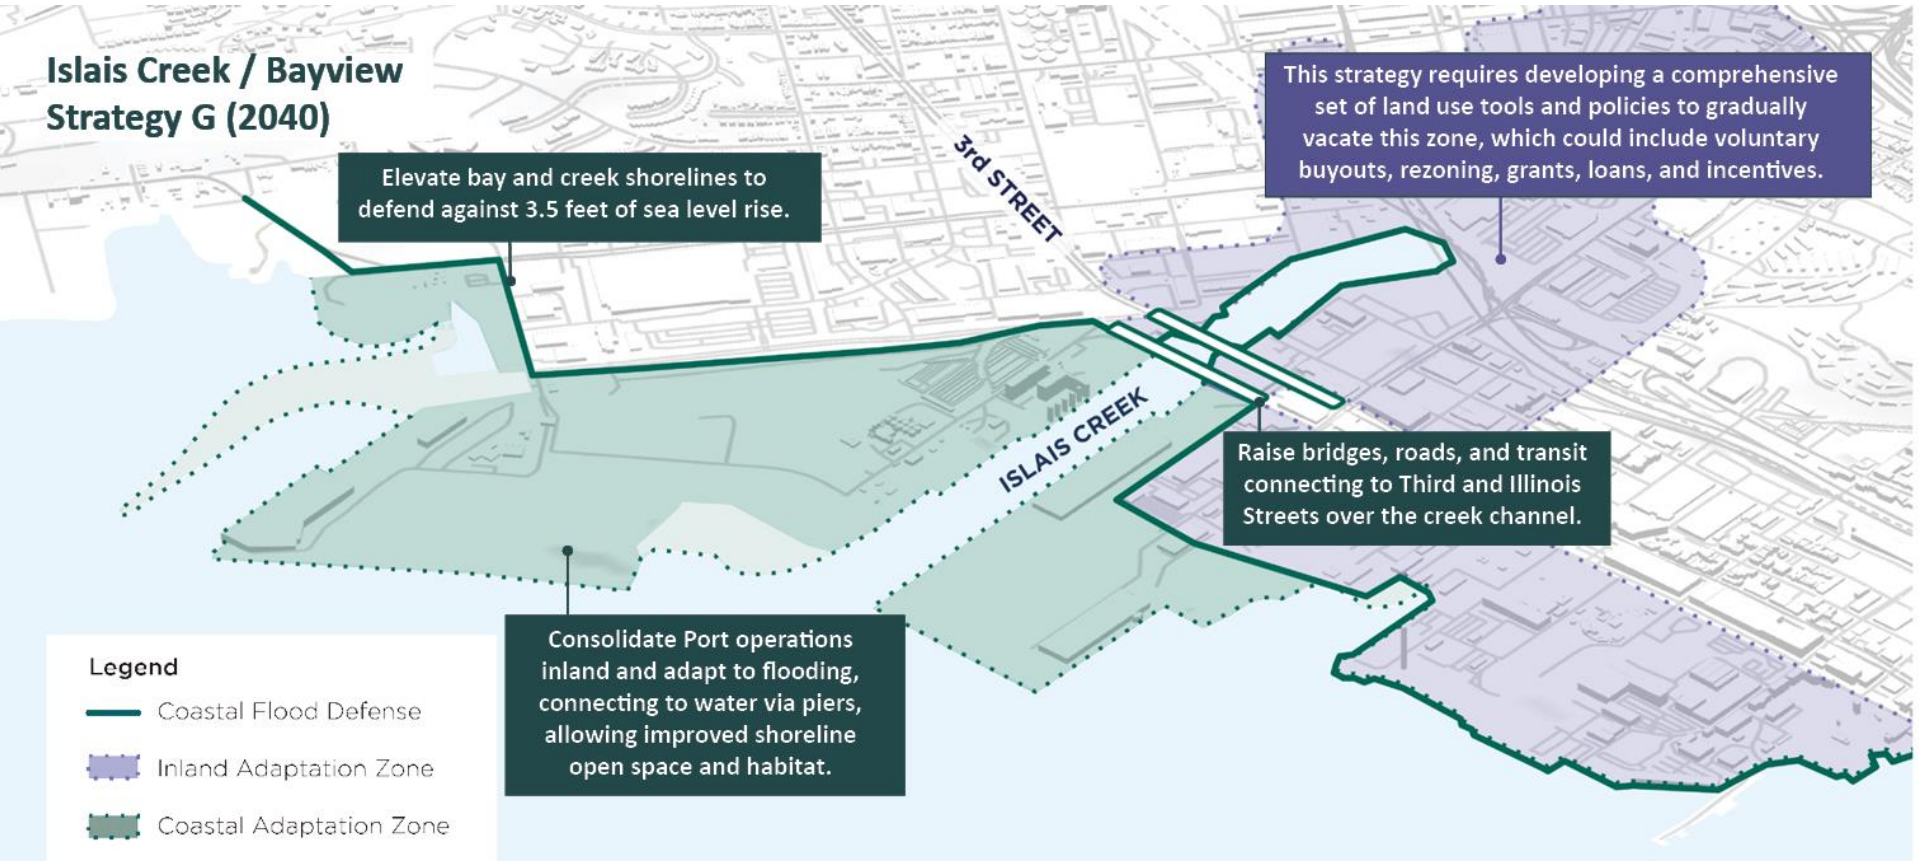 Islais Creek / Bayview
Strategy G (2040)
This strategy requires developing a comprehensive
set of land use tools and policies to gradually
vacate this zone, which could include voluntary
buyouts, rezoning, grants, loans, and incentives.
3rd STREET
Elevate bay and creek shorelines to
defend against 3.5 feet of sea level rise.
ISLAIS CREEK
Raise bridges, roads, and transit
connecting to Third and Illinois
Streets over the creek channel.
Consolidate Port operations
inland and adapt to flooding,
connecting to water via piers,
allowing improved shoreline
open space and habitat.
Legend
Coastal Flood Defense
Inland Adaptation Zone
Coastal Adaptation Zone